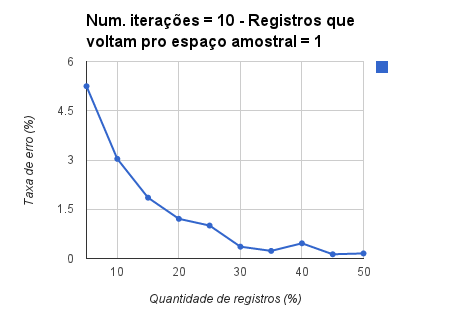 Num. iterações = 10 - Registros que
voltam pro espaço amostral = 1
6
4.5
3
1.5
0
Taxa de erro (%)
10
20
30
40
50
Quantidade de registros (%)